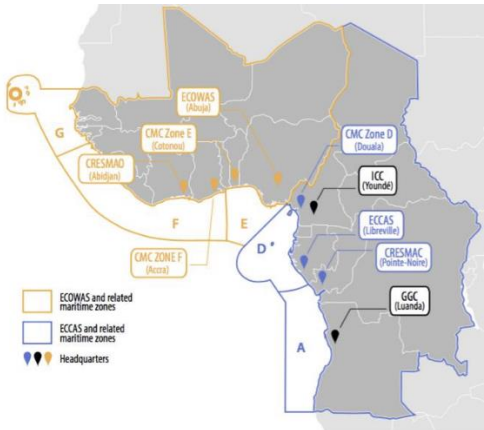 ECOWAS
(Abuja)
CMC Zone E
(Cotonou)
CMC Zone D
(Douala)
G
CRESMAO
(Abidjan)
ICC
(Youndé)
F
E
ECCAS
(Libreville)
D
CMC ZONE F
(Accra)
CRESMAC
(Pointe-Noire)
ECOWAS and related
maritime zones
GGC
(Luanda)
ECCAS and related
maritime zones
A
Headquarters